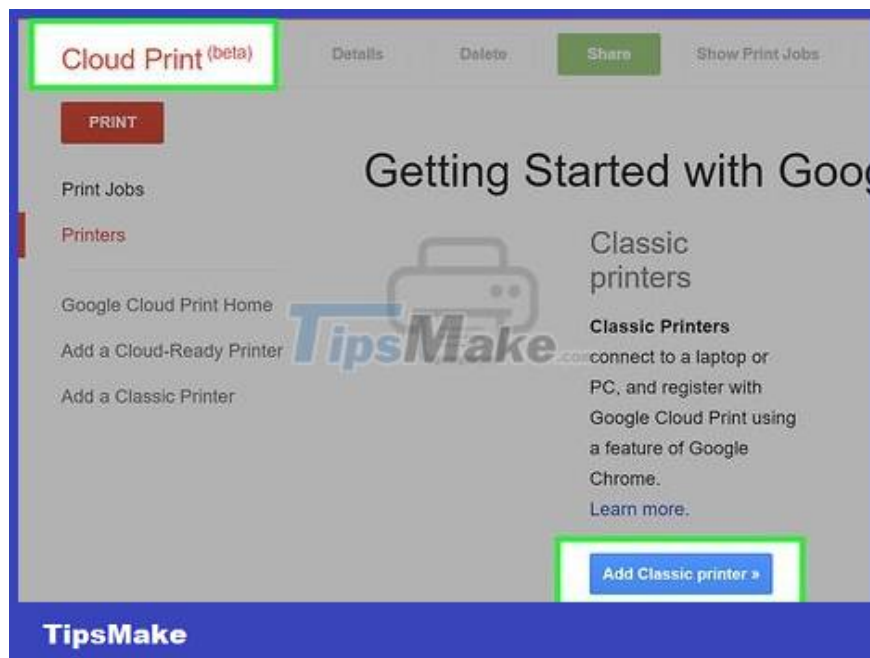 Cloud Print (beta)
Details
Delete
Share
Show Print Jobs
PRINT
Print Jobs
Printers
Google Cloud Print Home
Add a Cloud-Ready Printer
Add a Classic Printer
Getting Started with Goog
Classic
printers
Classic Printers
connect to a laptop or
PC, and register with
Google Cloud Print using
a feature of Google
Chrome.
Learn more.
Add Classic printer »
TipsMake.com
TipsMake